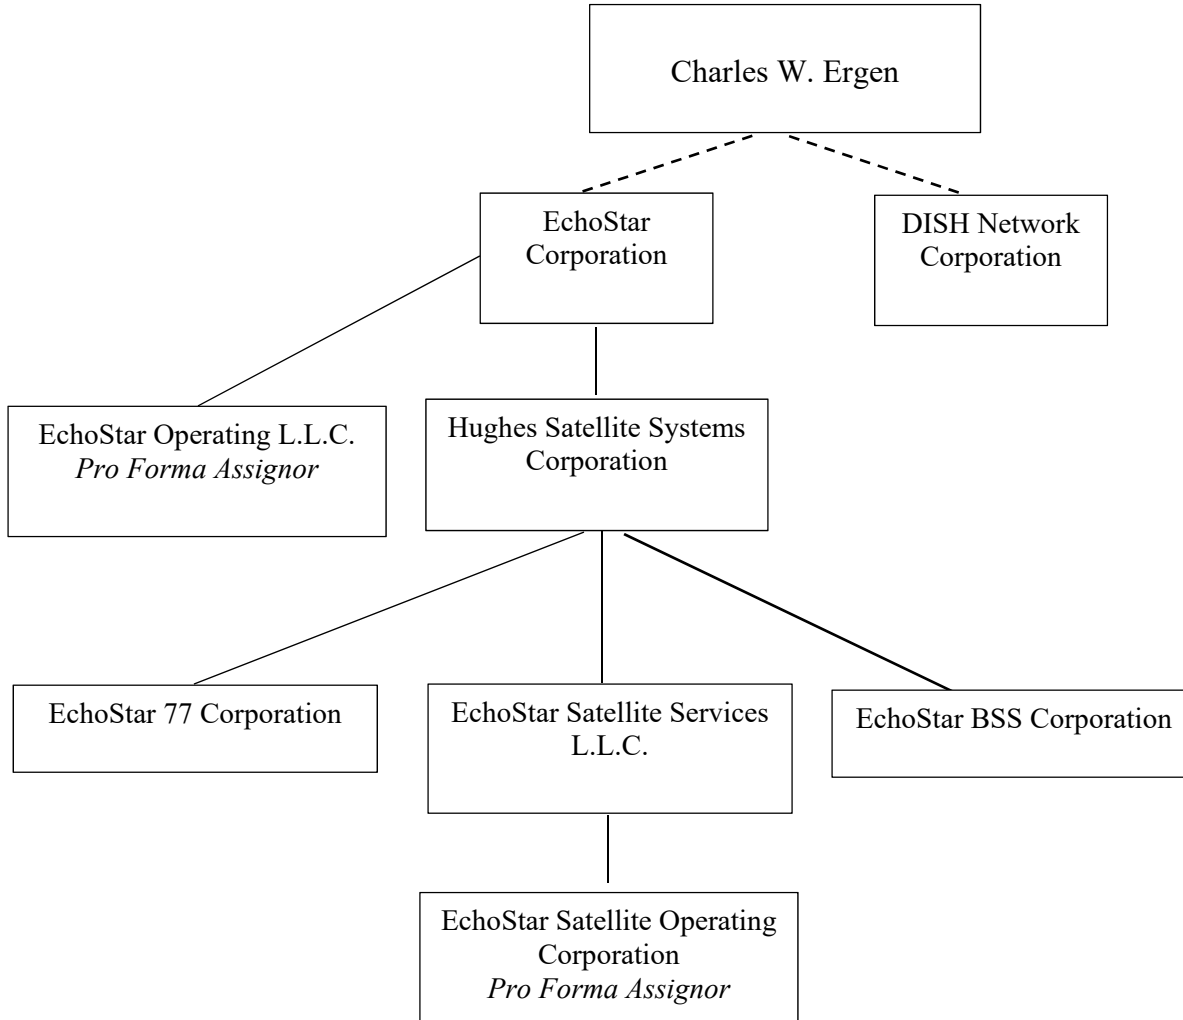 Charles W. Ergen
EchoStar
Corporation
DISH Network
Corporation
EchoStar Operating L.L.C.
Pro Forma Assignor
Hughes Satellite Systems
Corporation
EchoStar 77 Corporation
EchoStar Satellite Services
L.L.C.
EchoStar BSS Corporation
EchoStar Satellite Operating
Corporation
Pro Forma Assignor